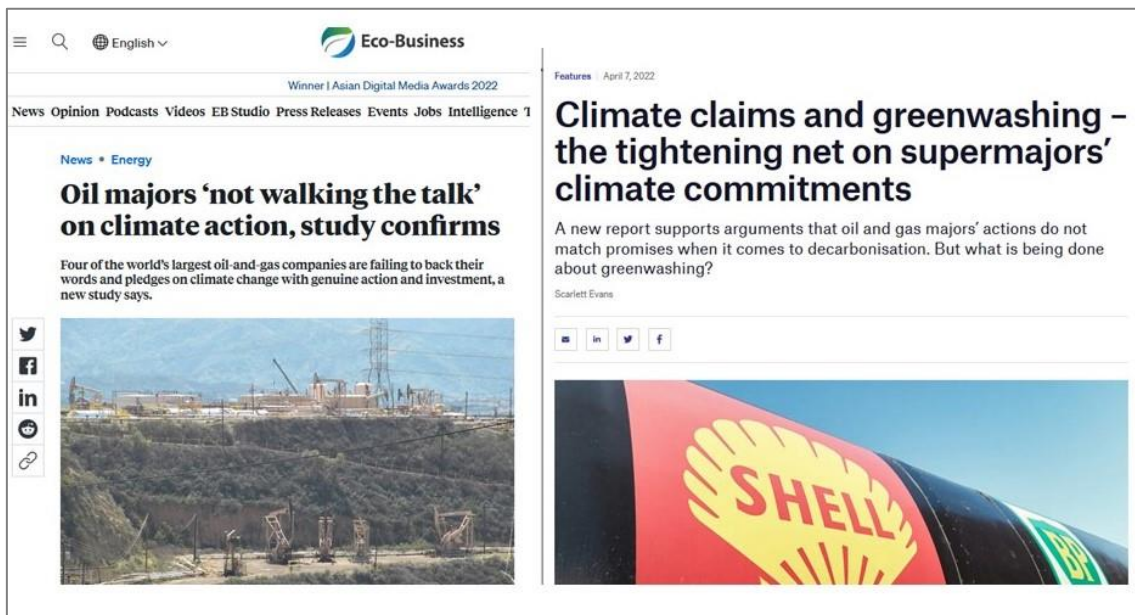 English
Eco-Business
Winner | Asian Digital Media Awards 2022
News Opinion Podcasts Videos EB Studio Press Releases Events Jobs Intelligence
News • Energy
Oil majors ‘not walking the talk’
on climate action, study confirms
Four of the world's largest oil-and-gas companies are failing to back their
words and pledges on climate change with genuine action and investment, a
new study says.
Features | April 7, 2022
Climate claims and greenwashing –
the tightening net on supermajors’
climate commitments
A new report supports arguments that oil and gas majors’ actions do not
match promises when it comes to decarbonisation. But what is being done
about greenwashing?
Scarlett Evans
in
in
SHELL
BP